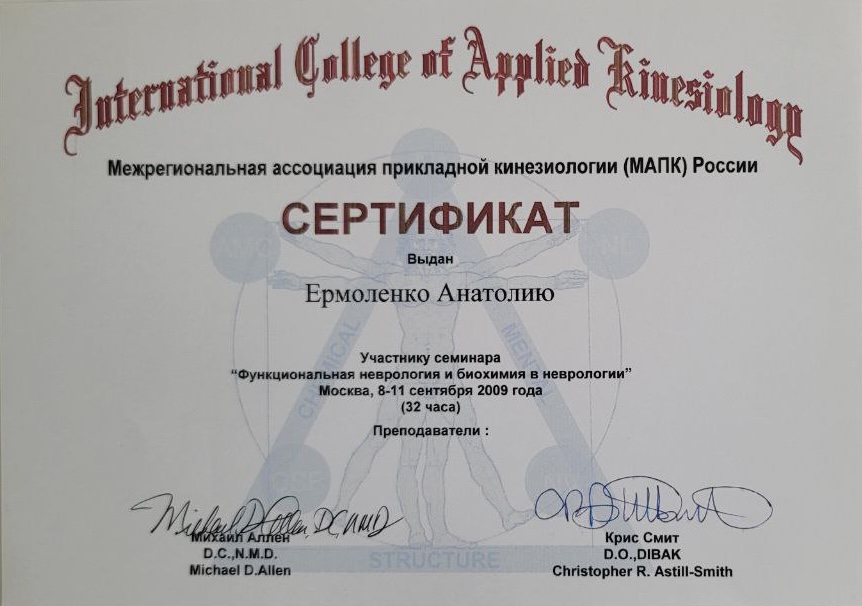 International College of Applied Kinesiology
Межрегиональная ассоциация прикладной кинезиологии (МАПК) России
СЕРТИФИКАТ
Выдан
Ермоленко Анатолию
Участнику семинара
“Функциональная неврология и биохимия в неврологии”
Москва, 8-11 сентября 2009 года
(32 часа)
Преподаватели :
CHEMICAL
MENTAL
Михаил Аллен
D.C.,N.M.D.
Michael D.Allen
Крис Смит
D.O.,DIBAK
Christopher R. Astill-Smith
STRUCTURE